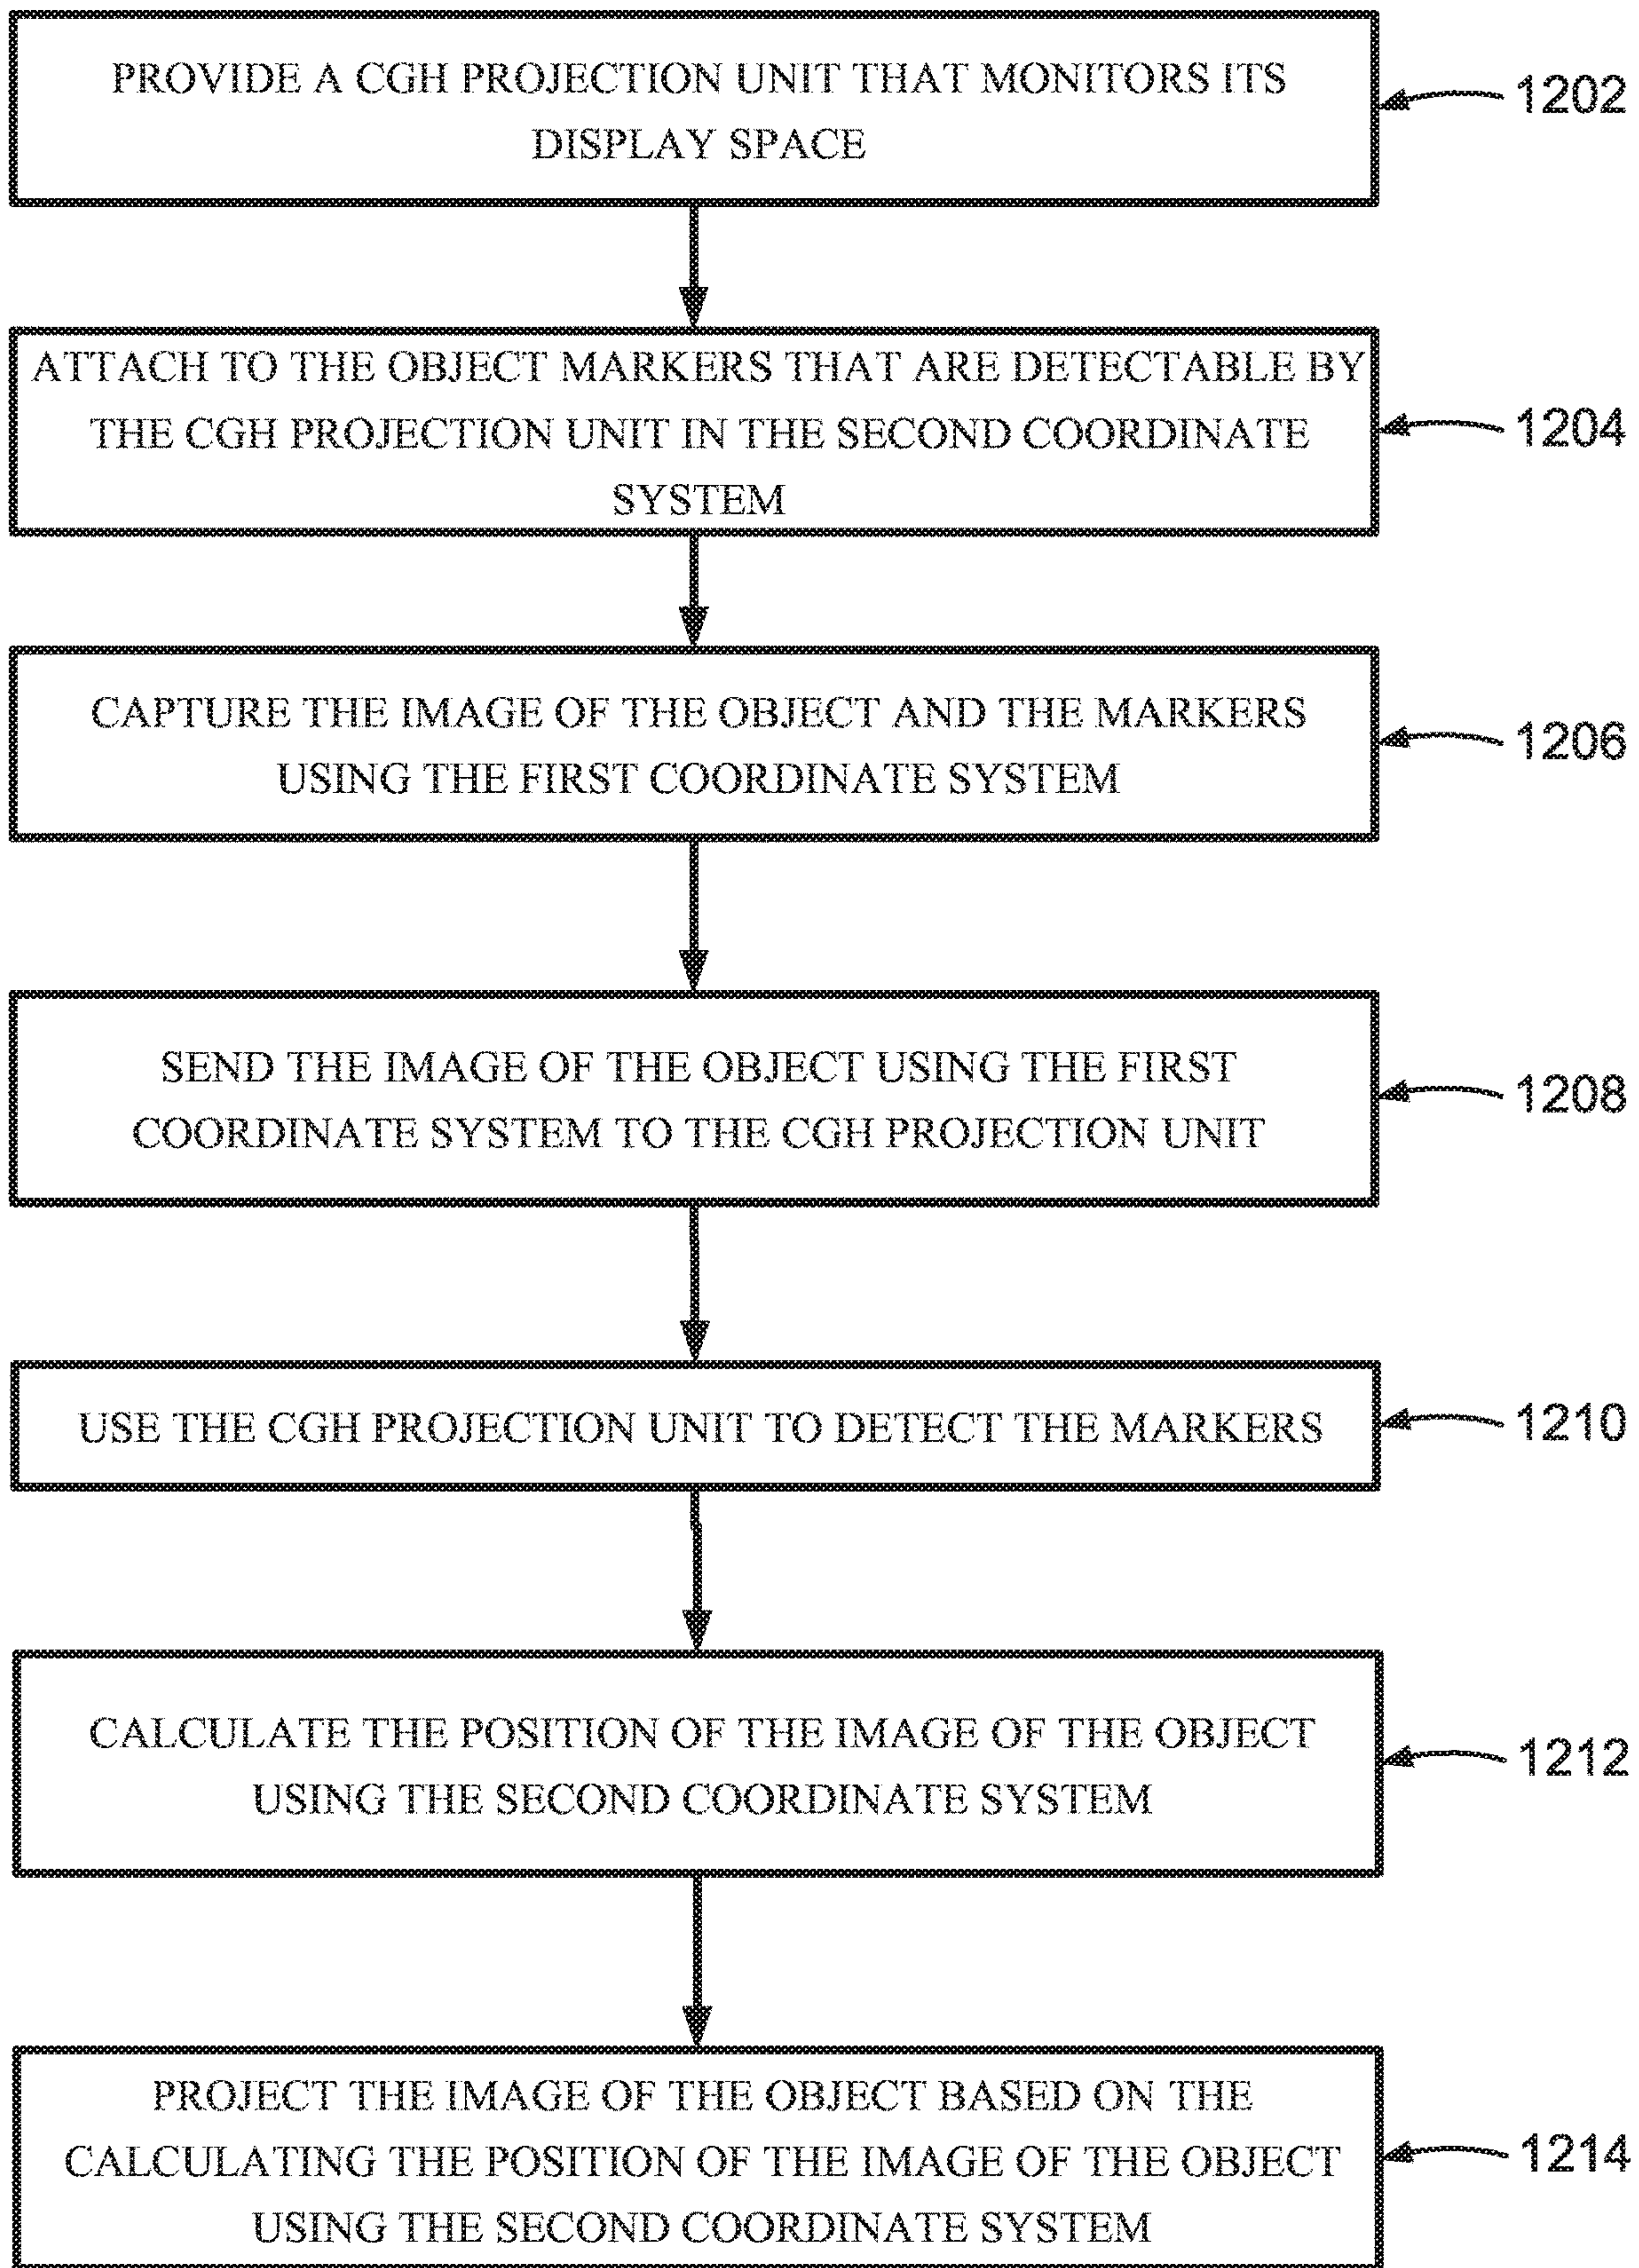 PROVIDE A CGH PROJECTION UNIT THAT MONITORS ITS
DISPLAY SPACE
1202
ATTACH TO THE OBJECT MARKERS THAT ARE DETECTABLE BY
THE CGH PROJECTION UNIT IN THE SECOND COORDINATE
SYSTEM
1204
CAPTURE THE IMAGE OF THE OBJECT AND THE MARKERS
USING THE FIRST COORDINATE SYSTEM
1206
SEND THE IMAGE OF THE OBJECT USING THE FIRST
COORDINATE SYSTEM TO THE CGH PROJECTION UNIT
1208
USE THE CGH PROJECTION UNIT TO DETECT THE MARKERS
1210
CALCULATE THE POSITION OF THE IMAGE OF THE OBJECT
USING THE SECOND COORDINATE SYSTEM
1212
PROJECT THE IMAGE OF THE OBJECT BASED ON THE
CALCULATING THE POSITION OF THE IMAGE OF THE OBJECT
USING THE SECOND COORDINATE SYSTEM
1214